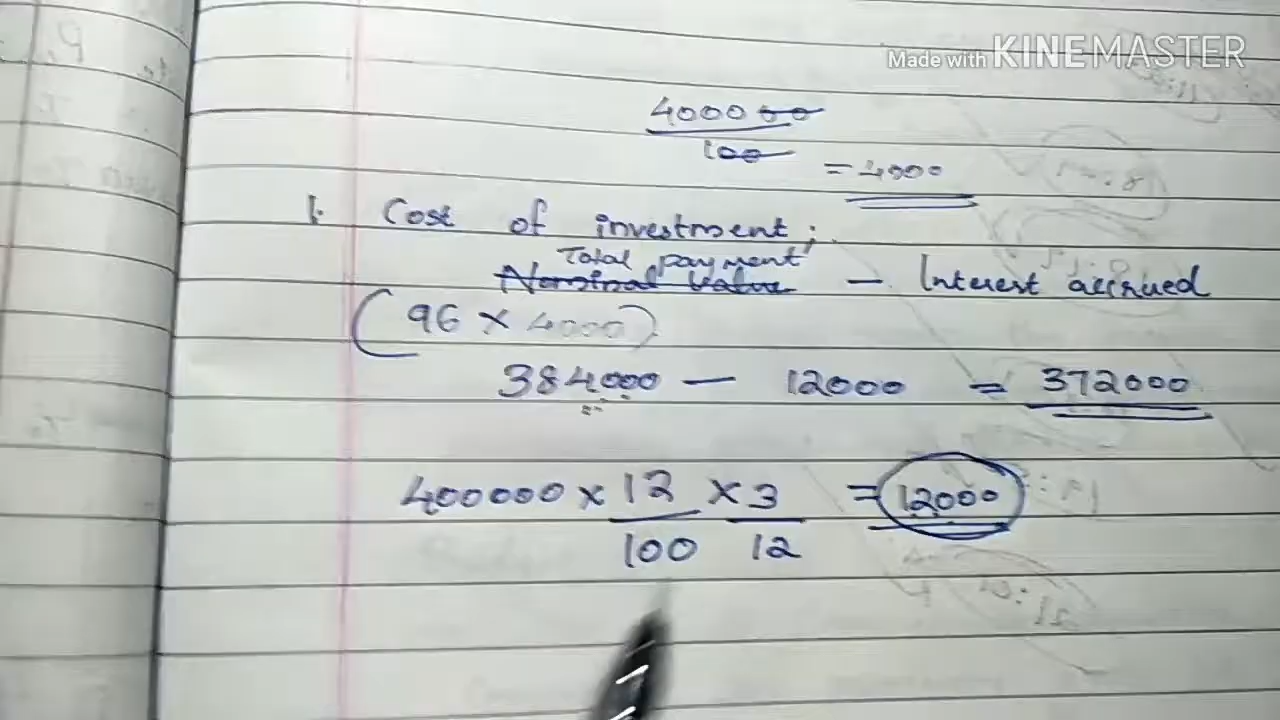 Made with KINEMASTER
400000
100
= 4000
1. Cost of investment ;
Total payment
Nominal Value — Interest accrued
(96 × 4000)
384000 — 12000 = 372000
400000 × 12 × 3 = 12000
100 12